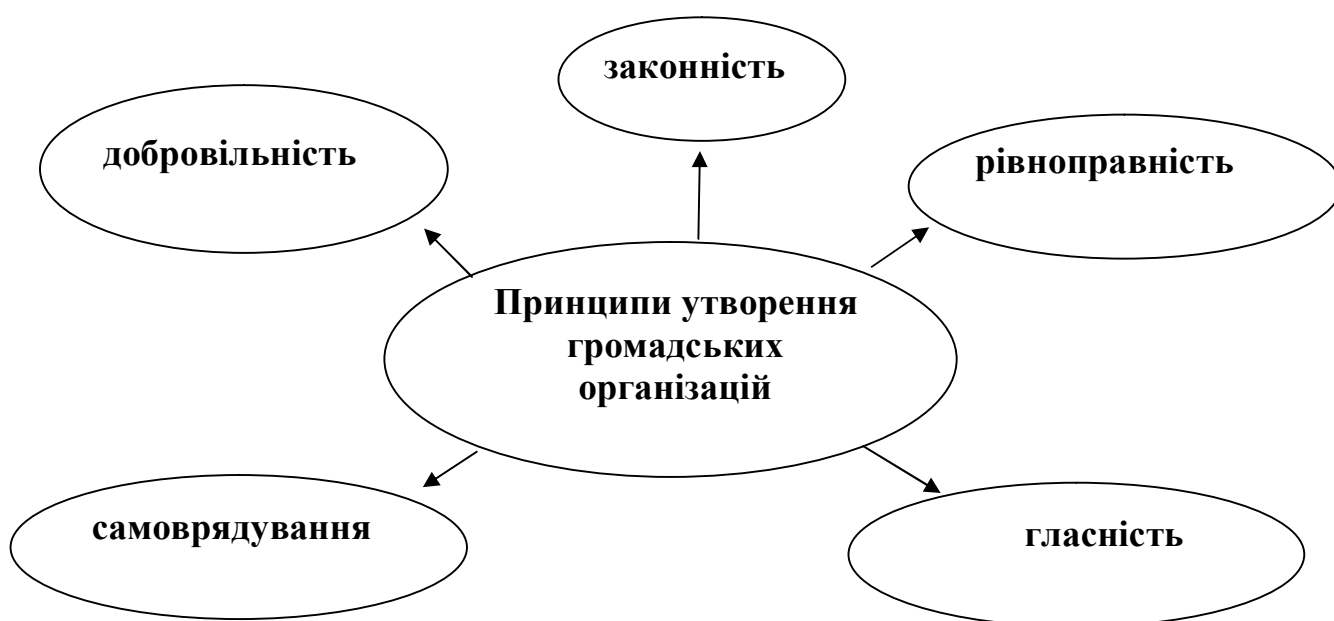 законність
добровільність
рівноправність
Принципи утворення
громадських
організацій
самоврядування
гласність